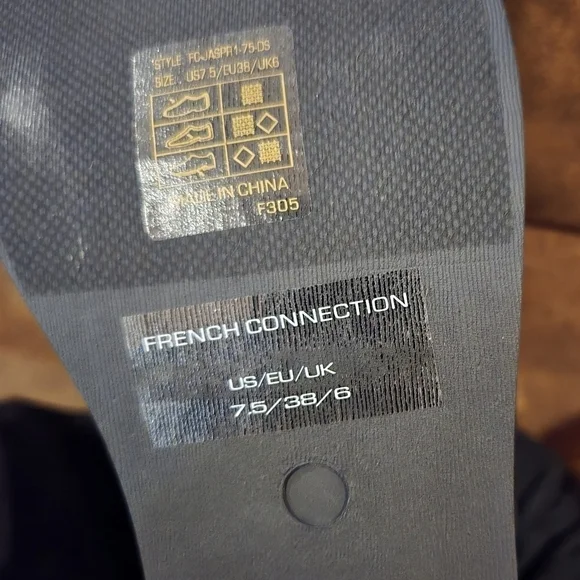 STYLE: FC-JASPR1-75-DS
SIZE: US7.5/EU38/UK6
MADE IN CHINA
F305
FRENCH CONNECTION
US/EU/UK
7.5/38/6